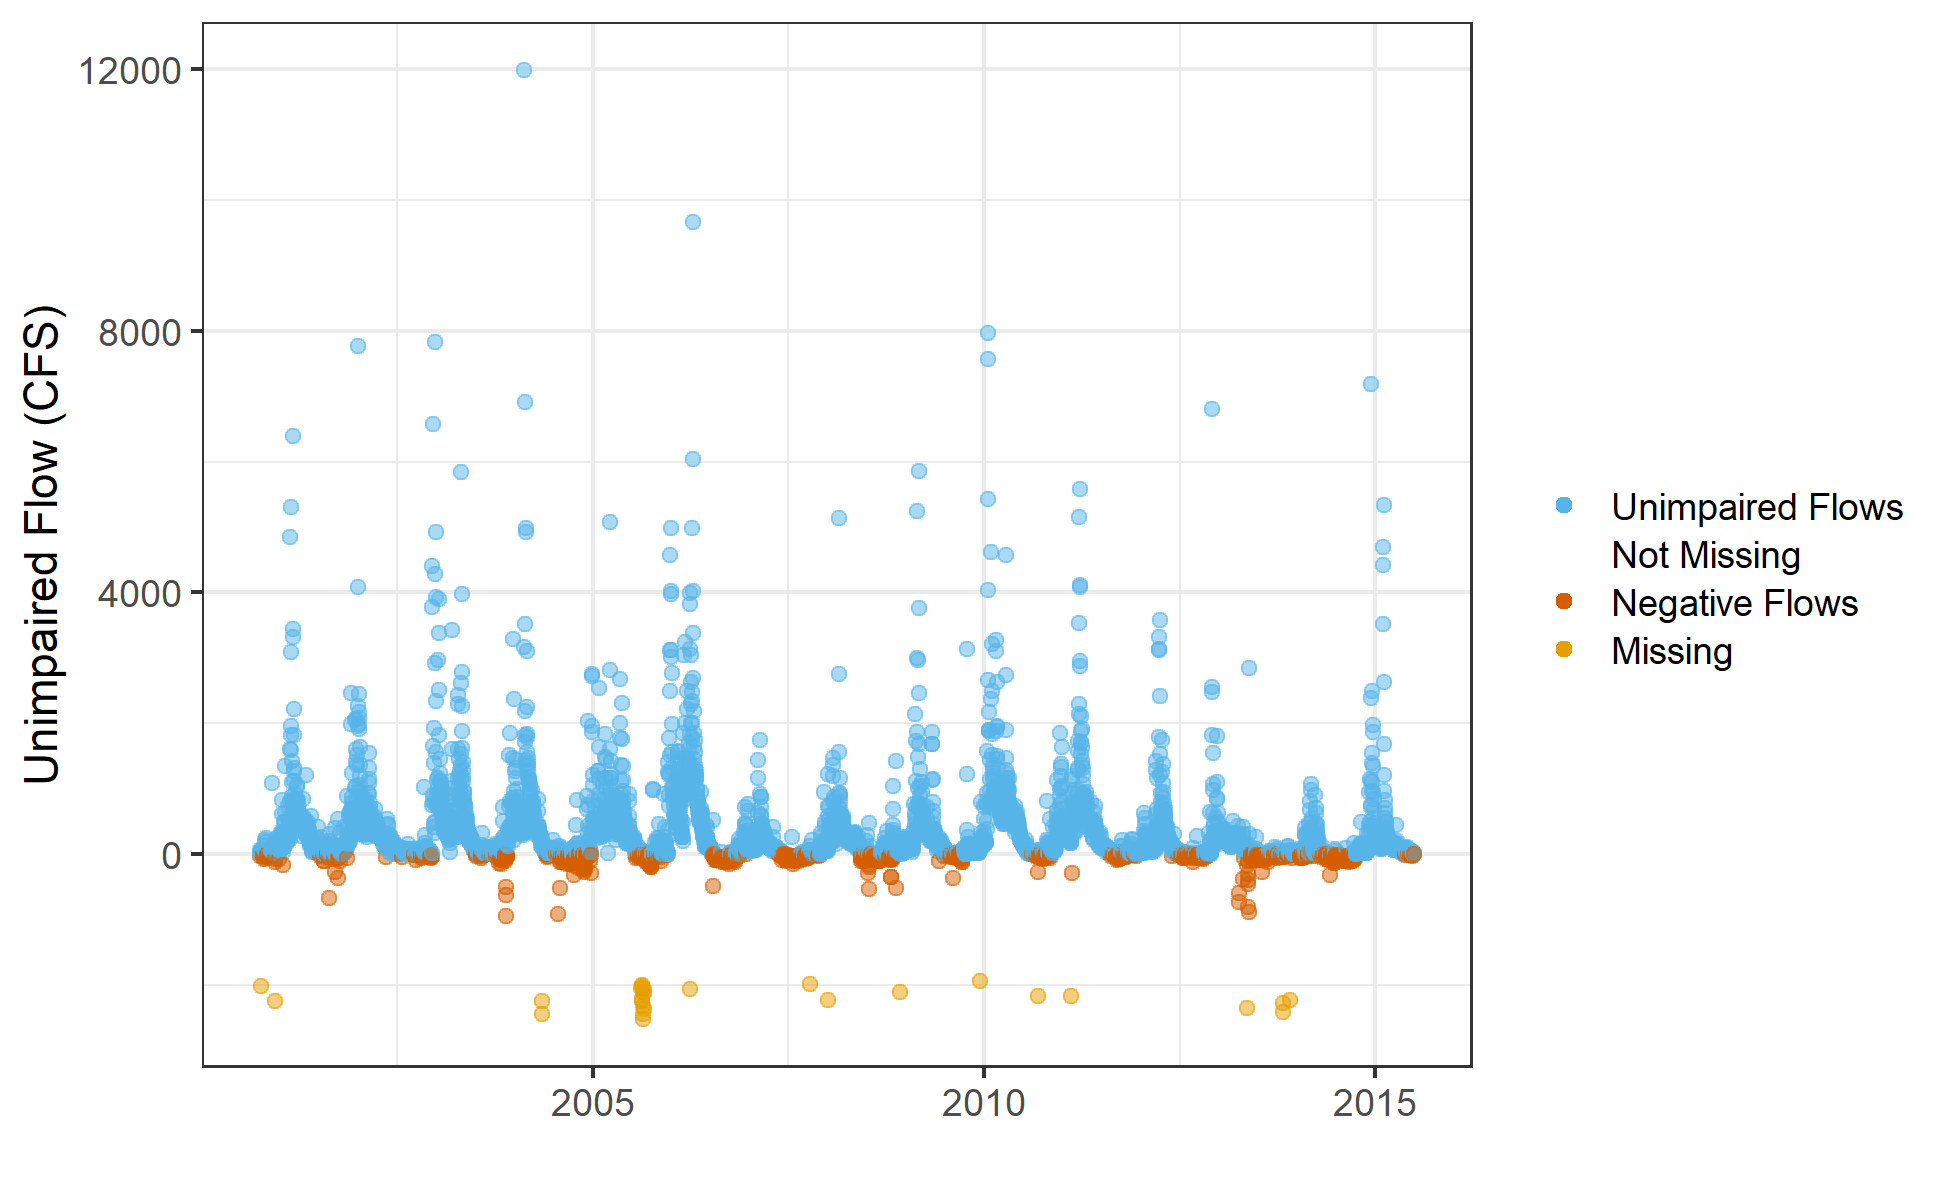 12000
8000
4000
0
Unimpaired Flow (CFS)
2005
2010
2015
Unimpaired Flows
Not Missing
Negative Flows
Missing